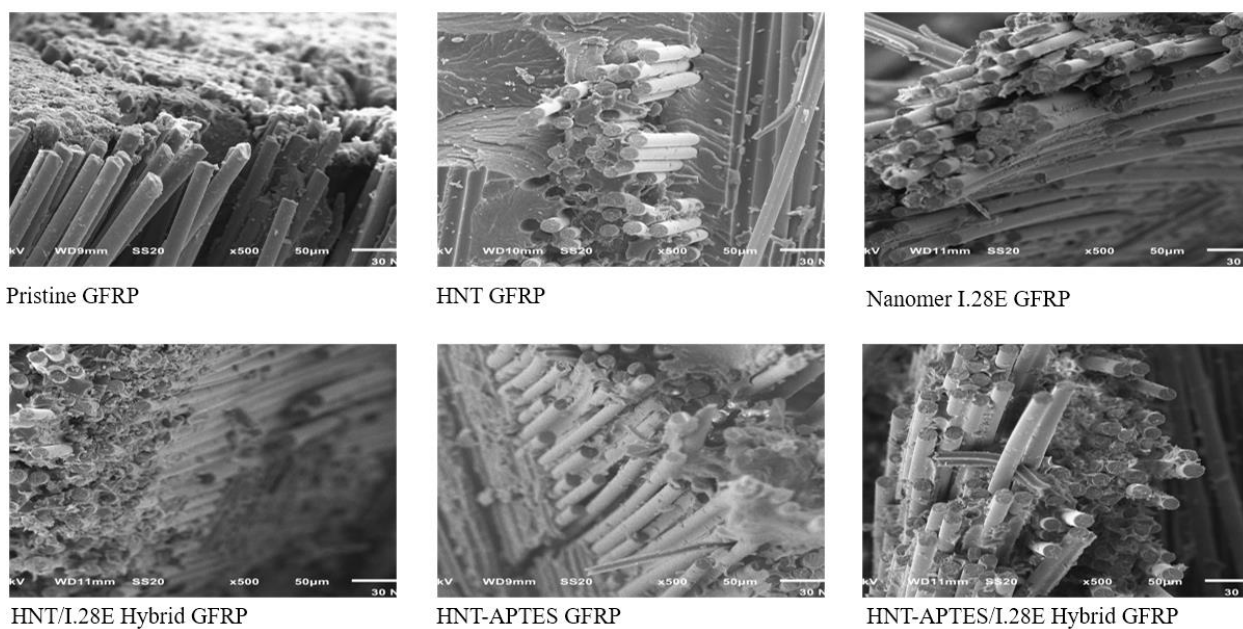 kV WD9mm SS20 x500 50µm
30 N
Pristine GFRP
kV WD10mm SS20 x500 50µm
30 N
HNT GFRP
kV WD11mm SS20 x500 50µm
30
Nanomer I.28E GFRP
kV WD11mm SS20 x500 50µm
30 N
HNT/I.28E Hybrid GFRP
kV WD9mm SS20 x500 50µm
30 N
HNT-APTES GFRP
kV WD11mm SS20 x500 50µm
30
HNT-APTES/I.28E Hybrid GFRP